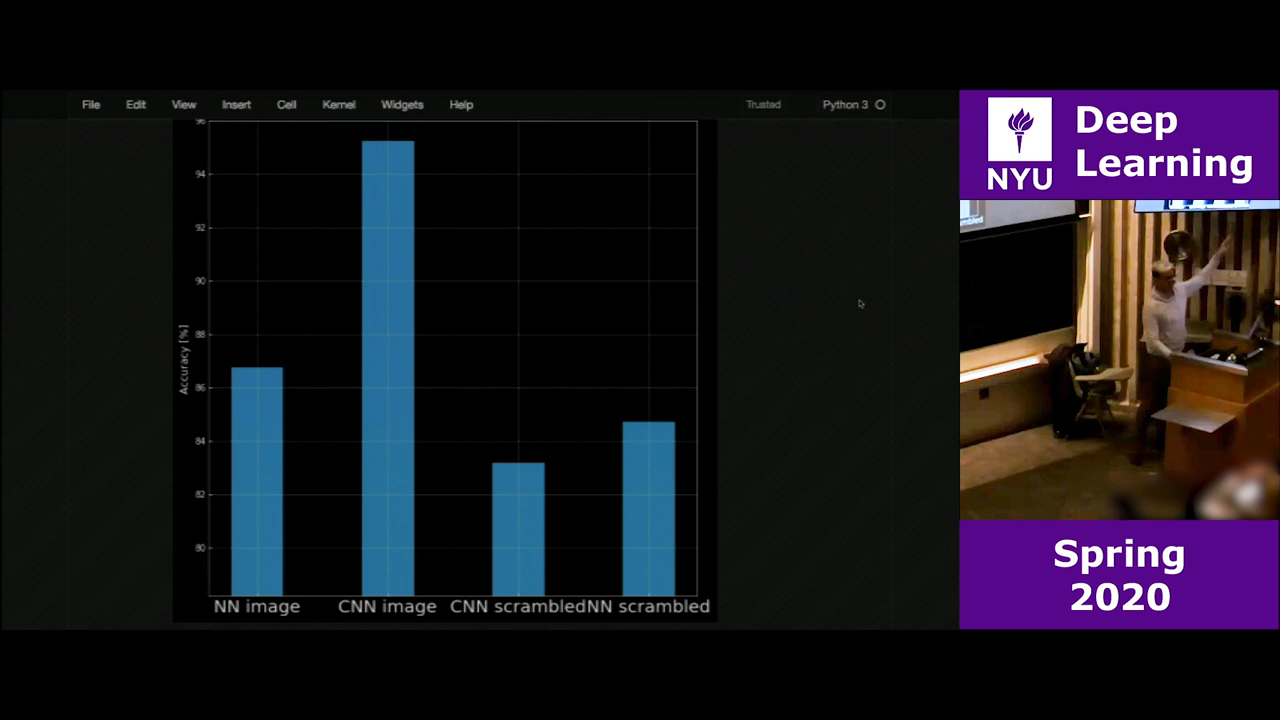 File Edit View Insert Cell Kernel Widgets Help Trusted Python 3
96
94
92
90
88
86
84
82
80
Accuracy [%]
NN image CNN image CNN scrambled NN scrambled
NYU
Deep
Learning
Spring
2020